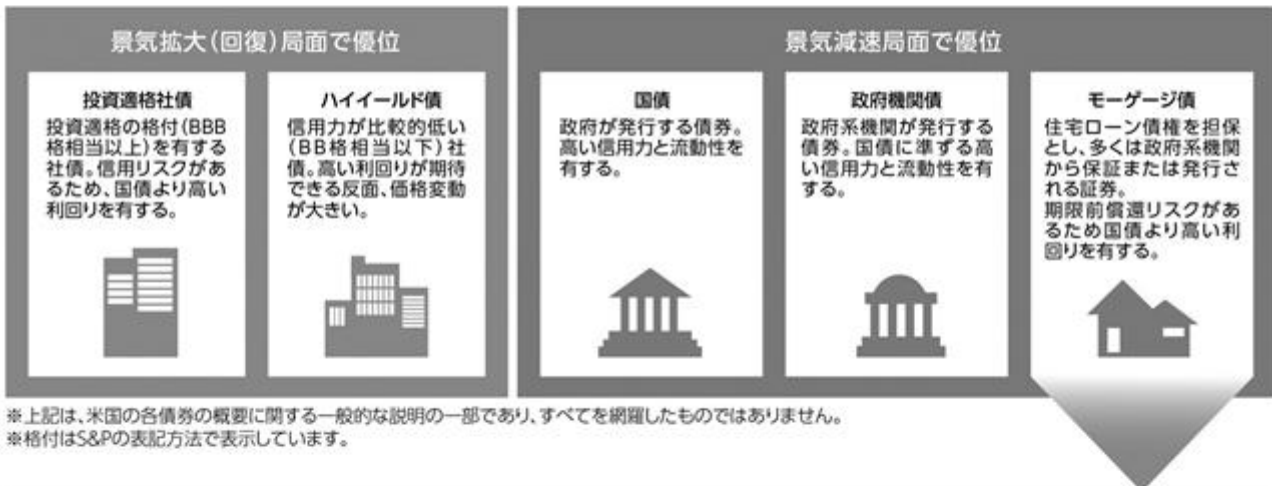 景気拡大(回復)局面で優位
投資適格社債
投資適格の格付(BBB
格相当以上)を有する
社債。信用リスクがあ
るため、国債より高い
利回りを有する。
ハイイールド債
信用力が比較的低い
(BB格相当以下)社
債。高い利回りが期待
できる反面、価格変動
が大きい。
景気減速局面で優位
国債
政府が発行する債券。
高い信用力と流動性を
有する。
政府機関債
政府系機関が発行する
債券。国債に準ずる高
い信用力と流動性を有
する。
モーゲージ債
住宅ローン債権を担保
とし、多くは政府系機関
から保証または発行さ
れる証券。
期限前償還リスクがあ
るため国債より高い利
回りを有する。
※上記は、米国の各債券の概要に関する一般的な説明の一部であり、すべてを網羅したものではありません。
※格付はS&Pの表記方法で表示しています。